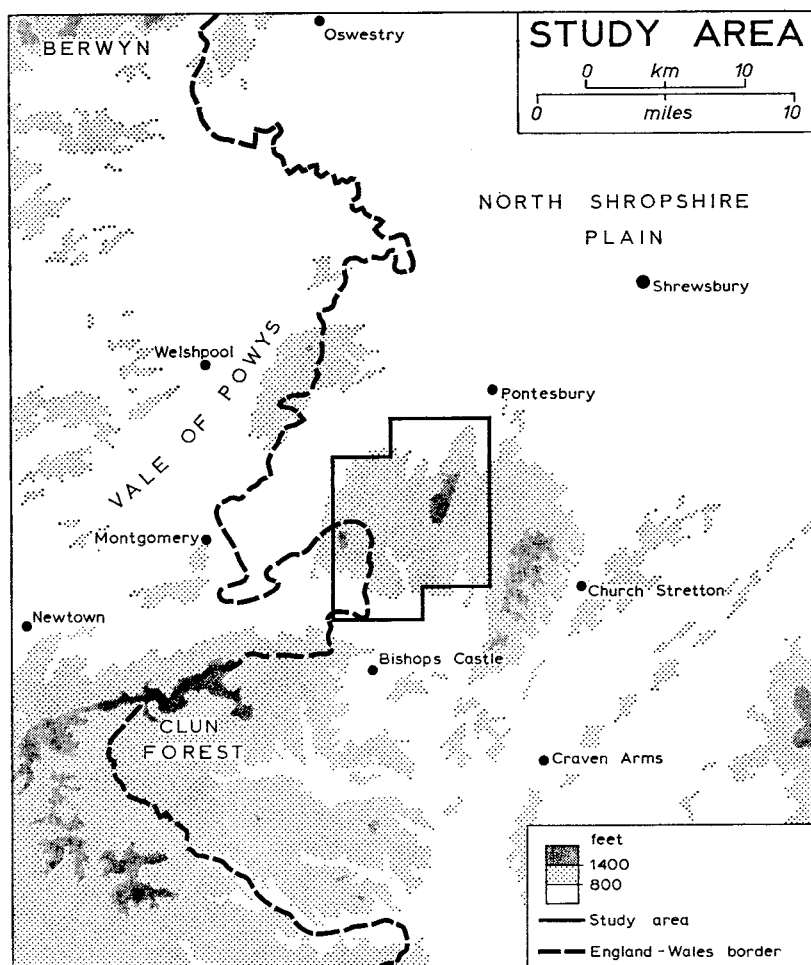 BERWYN
Oswestry
STUDY AREA
0 km 10
0 miles 10
NORTH SHROPSHIRE
PLAIN
Shrewsbury
Welshpool
VALE OF POWYS
Pontesbury
Montgomery
Church Stretton
Newtown
Bishops Castle
CLUN
FOREST
Craven Arms
feet
1400
800
Study area
England-Wales border